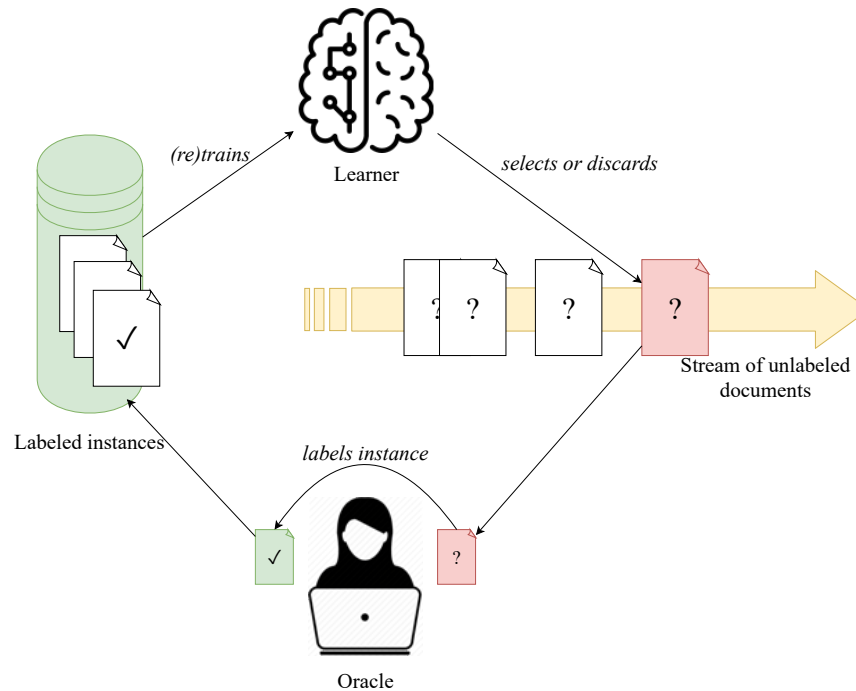 (re)trains
Learner
selects or discards
?
?
?
?
✓
Stream of unlabeled
documents
Labeled instances
labels instance
✓
?
Oracle